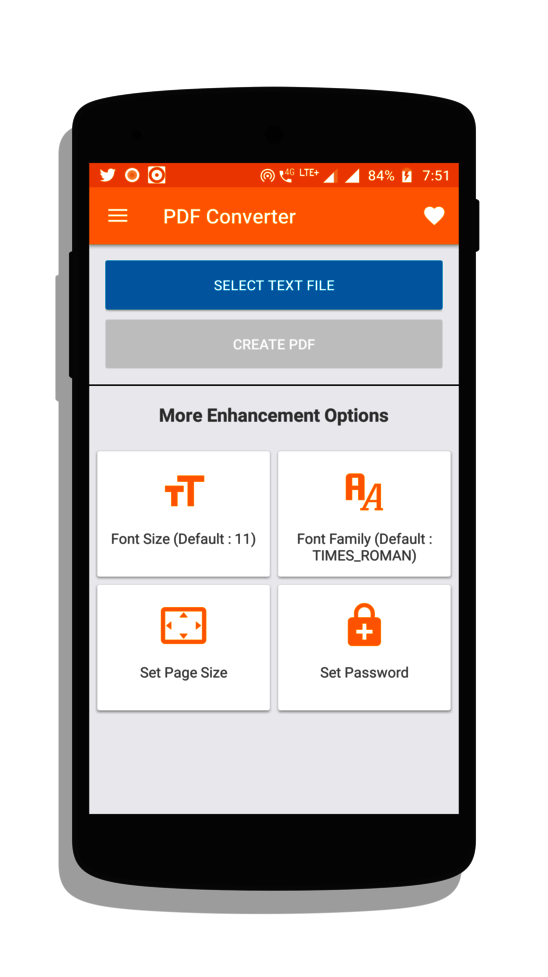 4G LTE+ 84% 7:51
PDF Converter
SELECT TEXT FILE
CREATE PDF
More Enhancement Options
Font Size (Default : 11)
Font Family (Default :
TIMES_ROMAN)
Set Page Size
Set Password